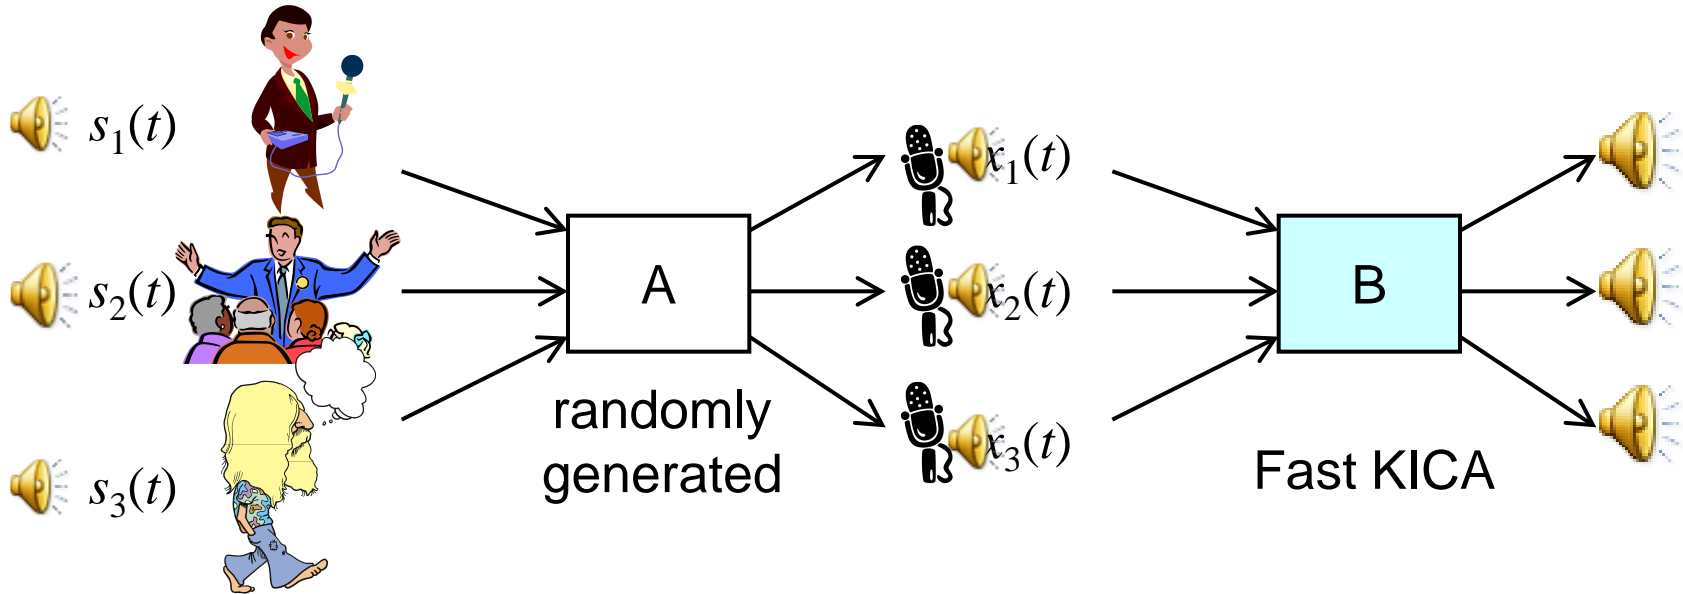 s₁(t)
s₂(t)
s₃(t)
A
randomly
generated
x₁(t)
x₂(t)
x₃(t)
B
Fast KICA